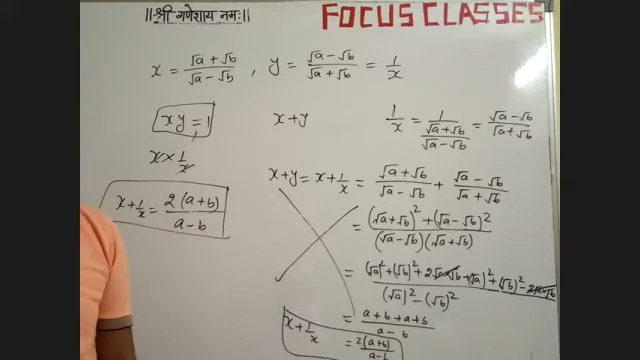 ॥श्री गणेशाय नमः॥ FOCUS CLASSES
x = (√a + √b)/(√a − √b) , y = (√a − √b)/(√a + √b) = 1/x
xy = 1 x+y 1/x = 1/((√a+√b)/(√a−√b)) = (√a−√b)/(√a+√b)
x × 1/x
x+y = x+1/x = (√a+√b)/(√a−√b) + (√a−√b)/(√a+√b)
x+1/x = 2(a+b)/(a−b)
= ((√a+√b)² + (√a−√b)²)/((√a−√b)(√a+√b))
= ((√a)²+(√b)²+2√a√b+(√a)²+(√b)²−2√a√b)/((√a)²−(√b)²)
= (a+b+a+b)/(a−b)
x+1/x = 2(a+b)/(a−b)